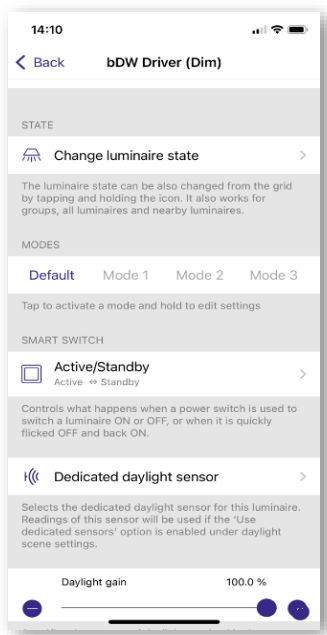 14:10
Back bDW Driver (Dim)
STATE
Change luminaire state
The luminaire state can be also changed from the grid
by tapping and holding the icon. It also works for
groups, all luminaires and nearby luminaires.
MODES
Default Mode 1 Mode 2 Mode 3
Tap to activate a mode and hold to edit settings
SMART SWITCH
Active/Standby
Active ↔ Standby
Controls what happens when a power switch is used to
switch a luminaire ON or OFF, or when it is quickly
flicked OFF and back ON.
Dedicated daylight sensor
Selects the dedicated daylight sensor for this luminaire.
Readings of this sensor will be used if the 'Use
dedicated sensors' option is enabled under daylight
scene settings.
Daylight gain 100.0 %